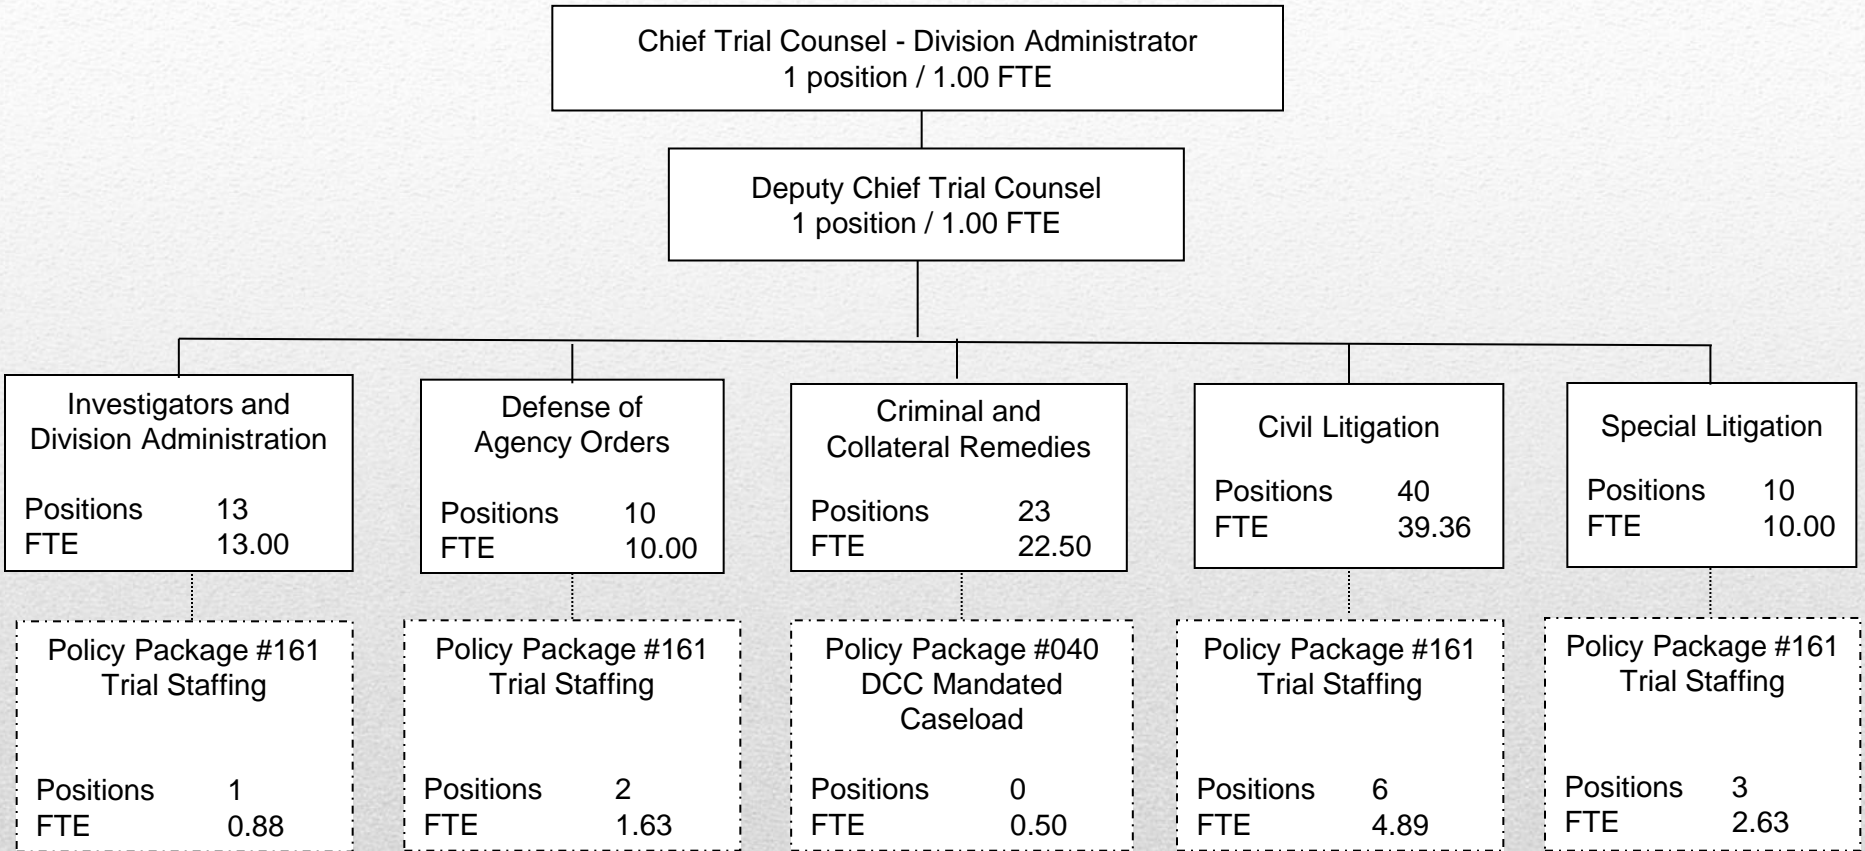 Chief Trial Counsel - Division Administrator
1 position / 1.00 FTE
Deputy Chief Trial Counsel
1 position / 1.00 FTE
Investigators and
Division Administration
Positions 13
FTE 13.00
Defense of
Agency Orders
Positions 10
FTE 10.00
Criminal and
Collateral Remedies
Positions 23
FTE 22.50
Civil Litigation
Positions 40
FTE 39.36
Special Litigation
Positions 10
FTE 10.00
Policy Package #161
Trial Staffing
Positions 1
FTE 0.88
Policy Package #161
Trial Staffing
Positions 2
FTE 1.63
Policy Package #040
DCC Mandated
Caseload
Positions 0
FTE 0.50
Policy Package #161
Trial Staffing
Positions 6
FTE 4.89
Policy Package #161
Trial Staffing
Positions 3
FTE 2.63